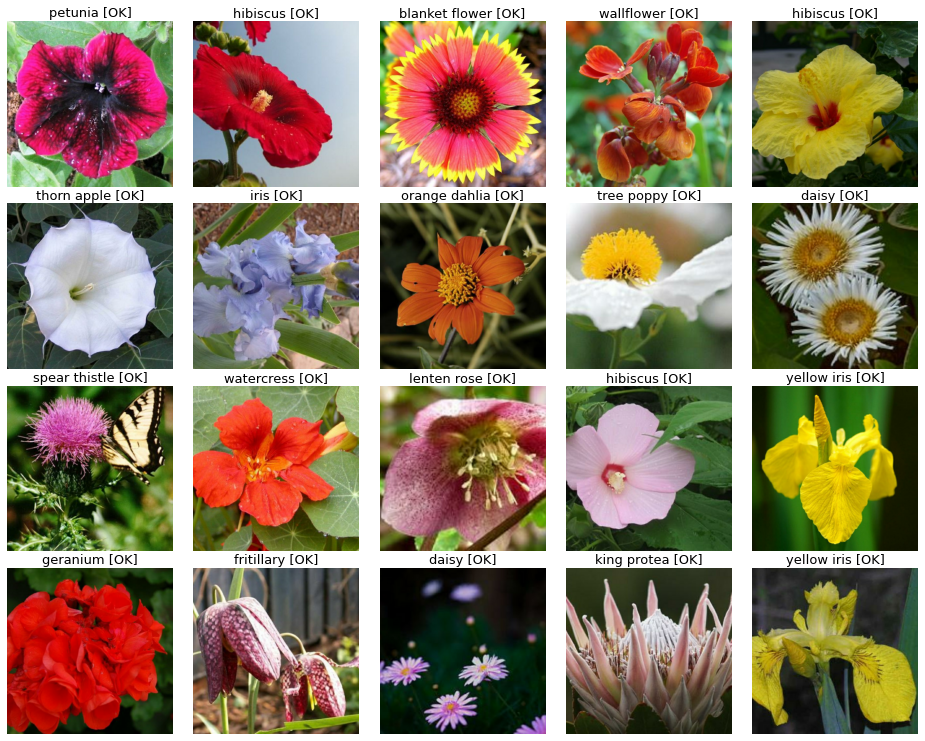 petunia [OK]
hibiscus [OK]
blanket flower [OK]
wallflower [OK]
hibiscus [OK]
thorn apple [OK]
iris [OK]
orange dahlia [OK]
tree poppy [OK]
daisy [OK]
spear thistle [OK]
watercress [OK]
lenten rose [OK]
hibiscus [OK]
yellow iris [OK]
geranium [OK]
fritillary [OK]
daisy [OK]
king protea [OK]
yellow iris [OK]